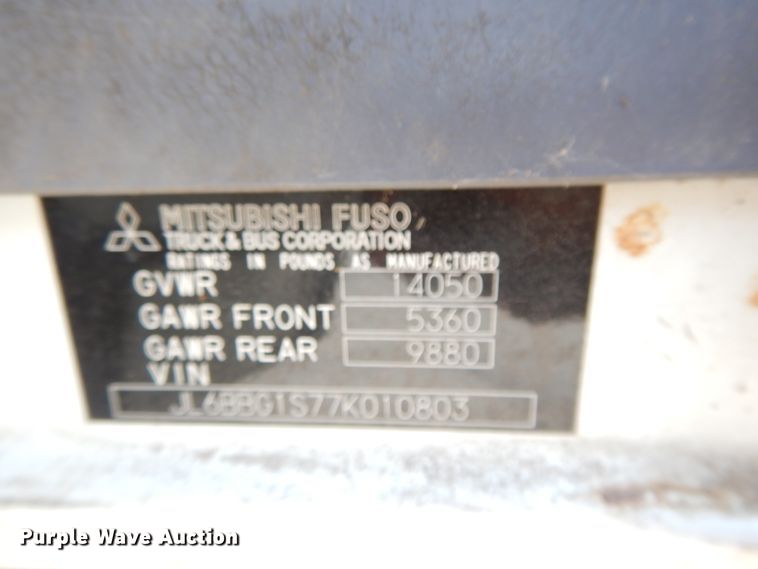 MITSUBISHI FUSO
TRUCK & BUS CORPORATION
RATINGS IN POUNDS AS MANUFACTURED
GVWR 14050
GAWR FRONT 5360
GAWR REAR 9880
VIN
JL6BBG1S77K010803
Purple Wave Auction